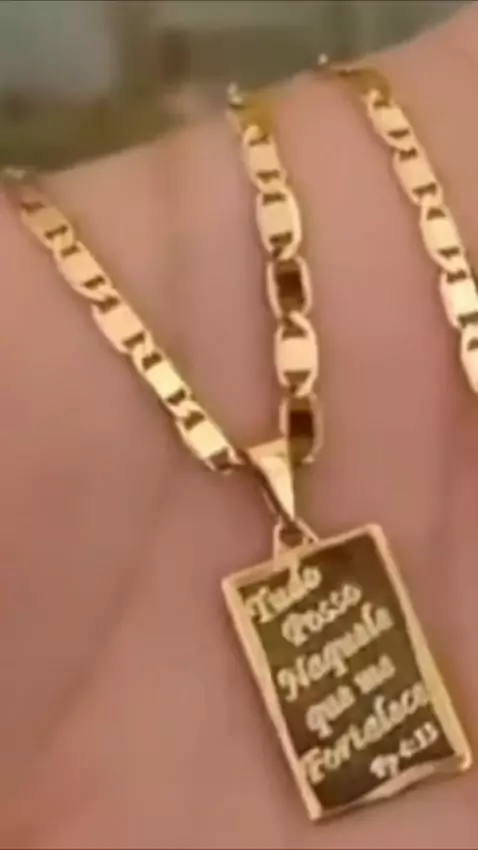 Tudo
Posso
Naquele
que me
Fortalece
Fp 4:13